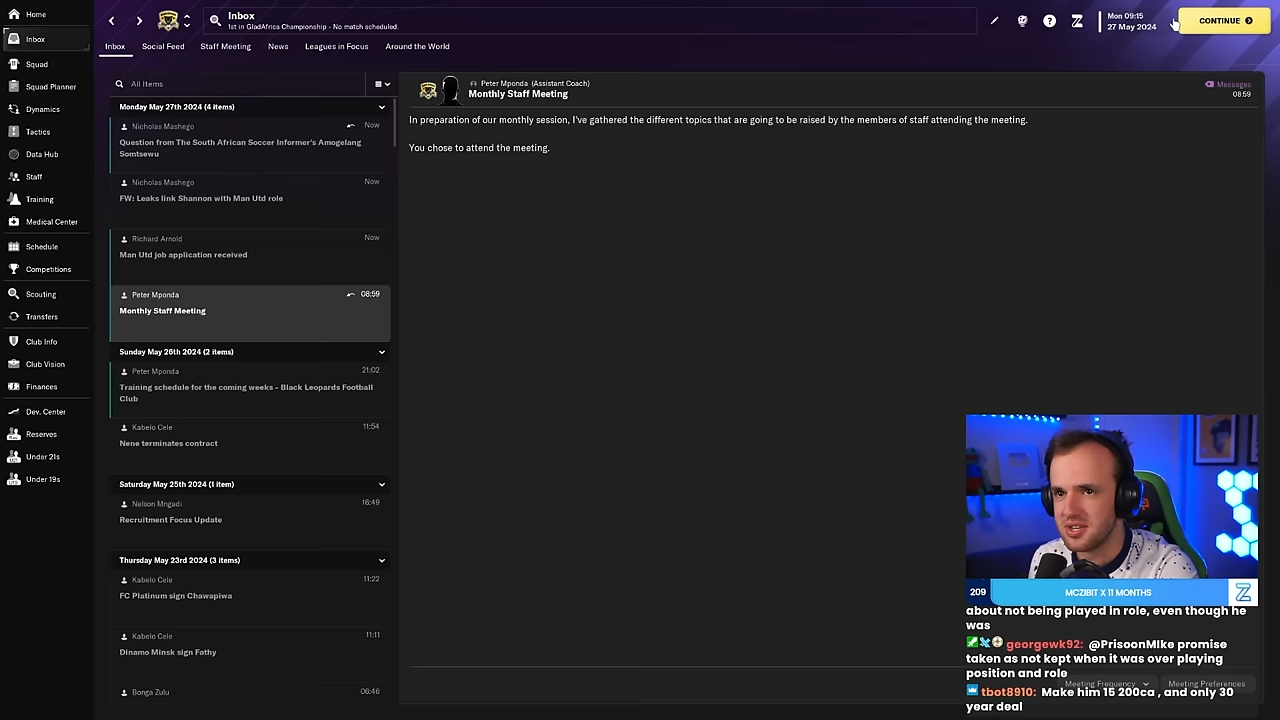 Home
Inbox
Squad
Squad Planner
Dynamics
Tactics
Data Hub
Staff
Training
Medical Center
Schedule
Competitions
Scouting
Transfers
Club Info
Club Vision
Finances
Dev. Center
Reserves
Under 21s
Under 19s
Inbox
1st in GladAfrica Championship - No match scheduled.
Z
Mon 09:15
27 May 2024
CONTINUE
Inbox
Social Feed
Staff Meeting
News
Leagues in Focus
Around the World
All Items
Monday May 27th 2024 (4 items)
Nicholas Mashego
Now
Question from The South African Soccer Informer's Amogelang
Somtsewu
Nicholas Mashego
Now
FW: Leaks link Shannon with Man Utd role
Richard Arnold
Now
Man Utd job application received
Peter Mponda
08:59
Monthly Staff Meeting
Sunday May 26th 2024 (2 items)
Peter Mponda
21:02
Training schedule for the coming weeks - Black Leopards Football
Club
Kabelo Cele
11:54
Nene terminates contract
Saturday May 25th 2024 (1 item)
Nelson Mngadi
16:49
Recruitment Focus Update
Thursday May 23rd 2024 (3 items)
Kabelo Cele
11:22
FC Platinum sign Chawapiwa
Kabelo Cele
11:11
Dinamo Minsk sign Fathy
Bonga Zulu
06:46
Peter Mponda (Assistant Coach)
Monthly Staff Meeting
Messages
08:59
In preparation of our monthly session, I've gathered the different topics that are going to be raised by the members of staff attending the meeting.
You chose to attend the meeting.
209
MCZIBIT X 11 MONTHS
Z
about not being played in role, even though he
was
georgewk92: @PrisoonMIke promise
taken as not kept when it was over playing
position and role
Meeting Frequency
Meeting Preferences
tbot8910: Make him 15 200ca , and only 30
year deal